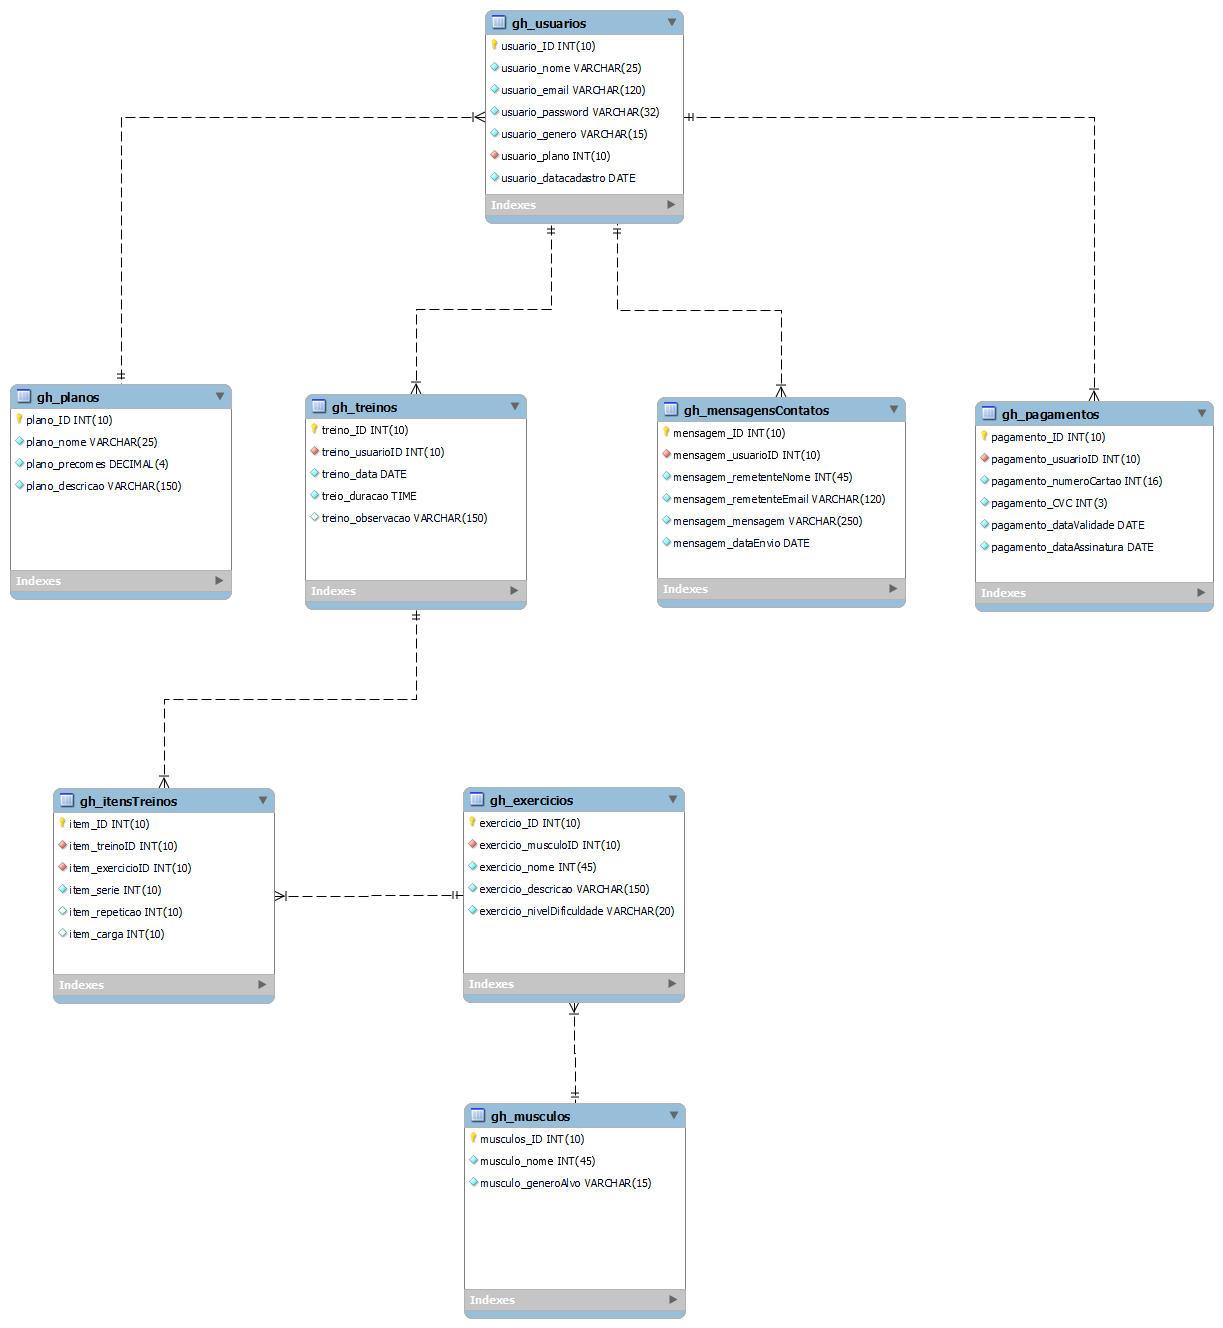 gh_usuarios
usuario_ID INT(10)
usuario_nome VARCHAR(25)
usuario_email VARCHAR(120)
usuario_password VARCHAR(32)
usuario_genero VARCHAR(15)
usuario_plano INT(10)
usuario_datacadastro DATE
Indexes
gh_planos
plano_ID INT(10)
plano_nome VARCHAR(25)
plano_precomes DECIMAL(4)
plano_descricao VARCHAR(150)
Indexes
gh_treinos
treino_ID INT(10)
treino_usuarioID INT(10)
treino_data DATE
treio_duracao TIME
treino_observacao VARCHAR(150)
Indexes
gh_mensagensContatos
mensagem_ID INT(10)
mensagem_usuarioID INT(10)
mensagem_remetenteNome INT(45)
mensagem_remetenteEmail VARCHAR(120)
mensagem_mensagem VARCHAR(250)
mensagem_dataEnvio DATE
Indexes
gh_pagamentos
pagamento_ID INT(10)
pagamento_usuarioID INT(10)
pagamento_numeroCartao INT(16)
pagamento_CVC INT(3)
pagamento_dataValidade DATE
pagamento_dataAssinatura DATE
Indexes
gh_itensTreinos
item_ID INT(10)
item_treinoID INT(10)
item_exercicioID INT(10)
item_serie INT(10)
item_repeticao INT(10)
item_carga INT(10)
Indexes
gh_exercicios
exercicio_ID INT(10)
exercicio_musculoID INT(10)
exercicio_nome INT(45)
exercicio_descricao VARCHAR(150)
exercicio_nivelDificuldade VARCHAR(20)
Indexes
gh_musculos
musculos_ID INT(10)
musculo_nome INT(45)
musculo_generoAlvo VARCHAR(15)
Indexes